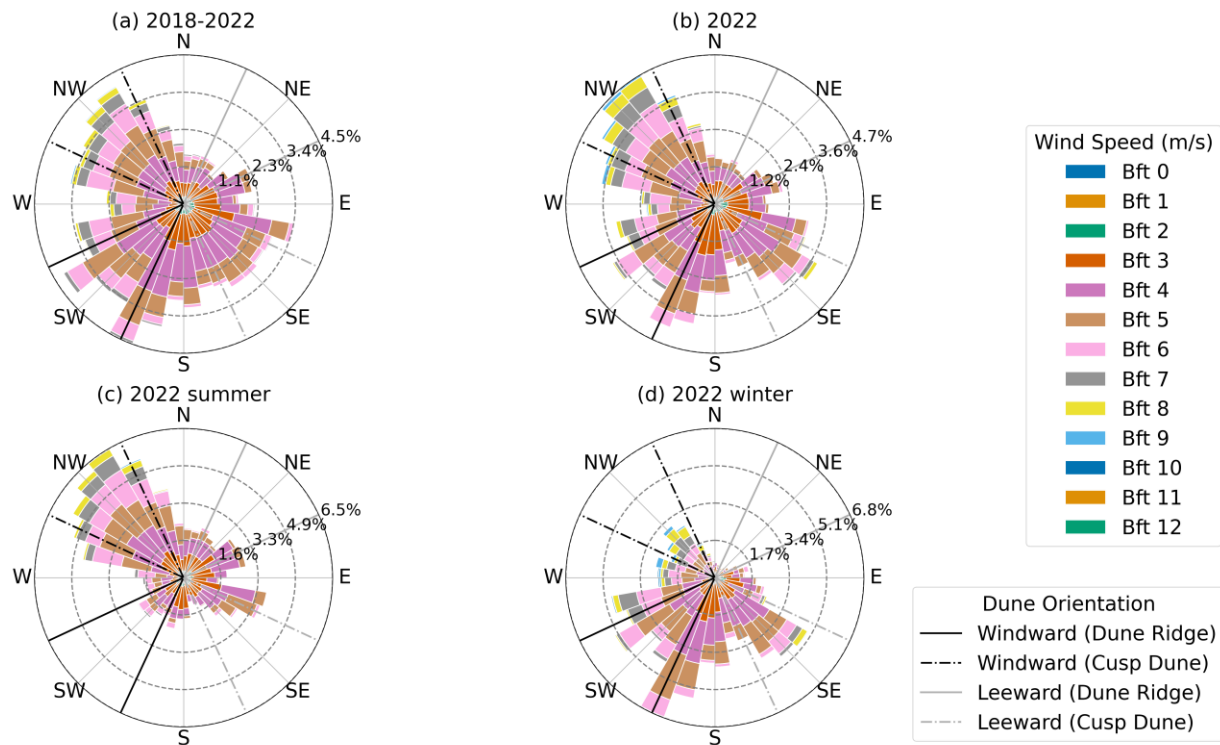 (a) 2018-2022
N
NE
E
SE
S
SW
W
NW
1.1%
2.3%
3.4%
4.5%
(b) 2022
N
NE
E
SE
S
SW
W
NW
1.2%
2.4%
3.6%
4.7%
(c) 2022 summer
N
NE
E
SE
S
SW
W
NW
1.6%
3.3%
4.9%
6.5%
(d) 2022 winter
N
NE
E
SE
S
SW
W
NW
1.7%
3.4%
5.1%
6.8%
Wind Speed (m/s)
Bft 0
Bft 1
Bft 2
Bft 3
Bft 4
Bft 5
Bft 6
Bft 7
Bft 8
Bft 9
Bft 10
Bft 11
Bft 12
Dune Orientation
Windward (Dune Ridge)
Windward (Cusp Dune)
Leeward (Dune Ridge)
Leeward (Cusp Dune)